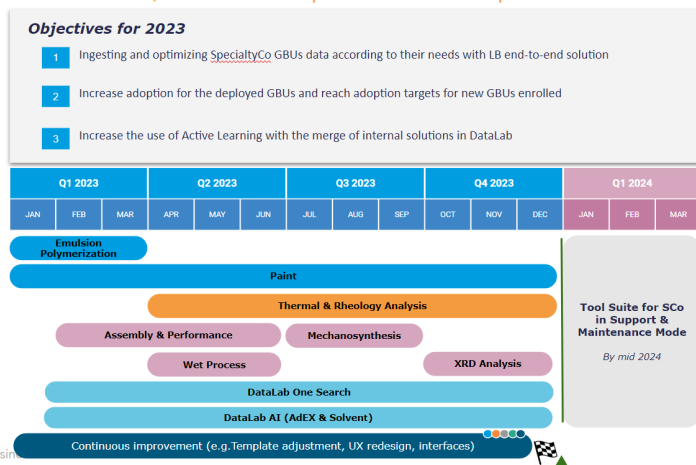 Objectives for 2023
1 Ingesting and optimizing SpecialtyCo GBUs data according to their needs with LB end-to-end solution
2 Increase adoption for the deployed GBUs and reach adoption targets for new GBUs enrolled
3 Increase the use of Active Learning with the merge of internal solutions in DataLab
Q1 2023 Q2 2023 Q3 2023 Q4 2023 Q1 2024
JAN FEB MAR APR MAY JUN JUL AUG SEP OCT NOV DEC JAN FEB MAR
Emulsion
Polymerization
Paint
Thermal & Rheology Analysis
Assembly & Performance
Mechanosynthesis
Wet Process
XRD Analysis
DataLab One Search
DataLab AI (AdEX & Solvent)
Continuous improvement (e.g.Template adjustment, UX redesign, interfaces)
Tool Suite for SCo
in Support &
Maintenance Mode
By mid 2024